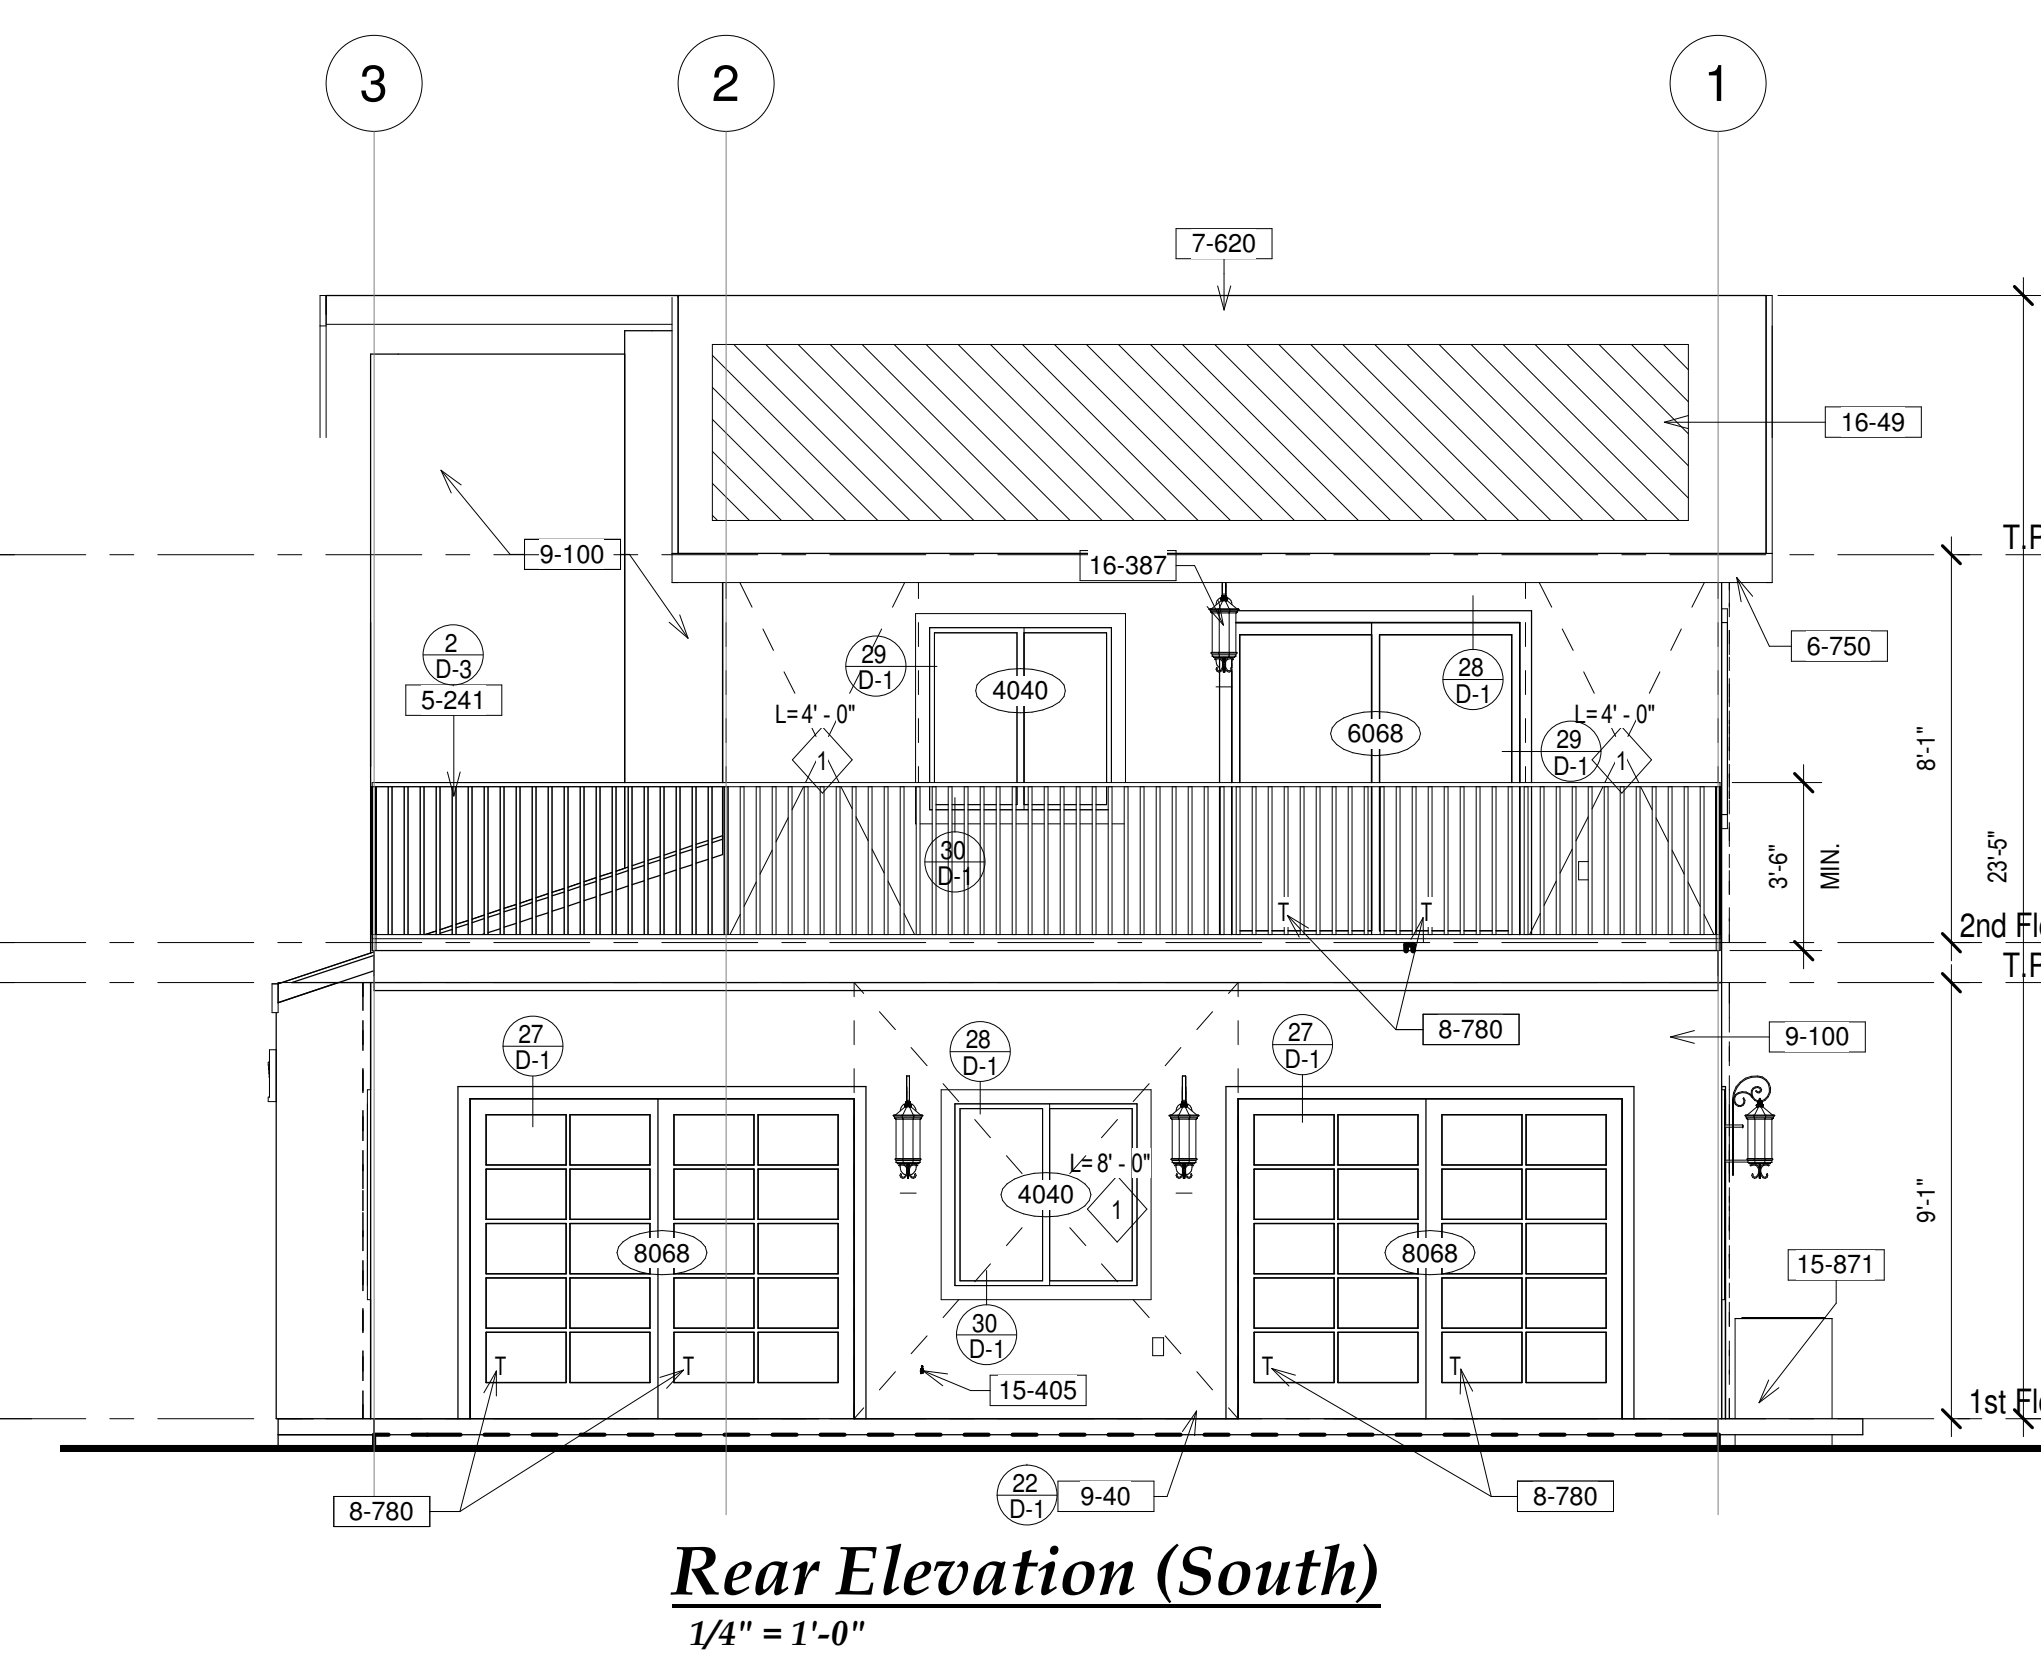 3
2
1
7-620
16-49
T.P
9-100
16-387
2
D-3
5-241
29
D-1
4040
28
D-1
6-750
L= 4' - 0"
1
6068
29
D-1
L= 4' - 0"
1
8'-1"
30
D-1
3'-6"
MIN.
23'-5"
T
T
2nd Flo
T.P
8-780
9-100
27
D-1
28
D-1
27
D-1
L= 8' - 0"
4040
1
9'-1"
8068
8068
15-871
30
D-1
T
T
T
T
15-405
1st Flo
8-780
22
D-1
9-40
8-780
Rear Elevation (South)
1/4" = 1'-0"